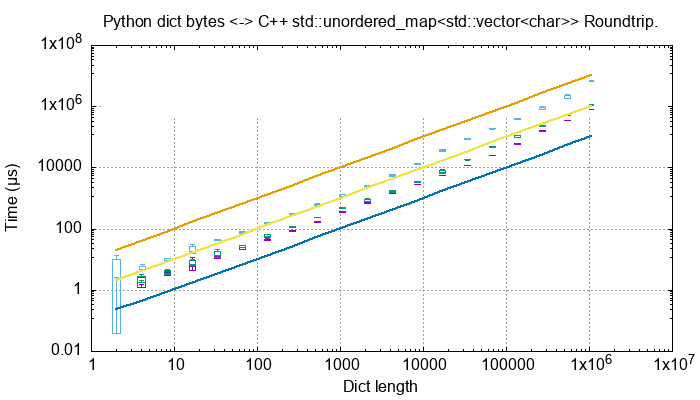 Python dict bytes <-> C++ std::unordered_map<std::vector<char>> Roundtrip.
1x10^8
1x10^6
10000
100
1
0.01
Time (µs)
1 10 100 1000 10000 100000 1x10^6 1x10^7
Dict length